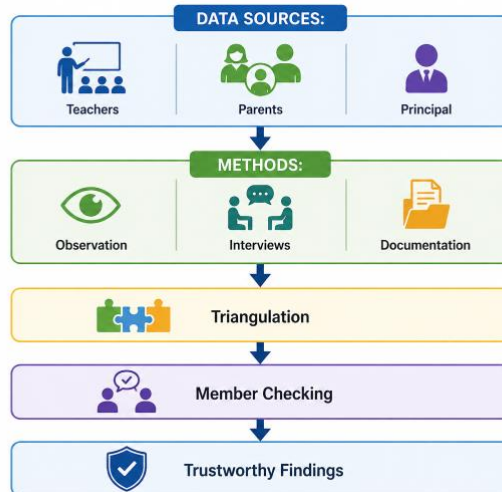 DATA SOURCES:
Teachers
Parents
Principal
METHODS:
Observation
Interviews
Documentation
Triangulation
Member Checking
Trustworthy Findings